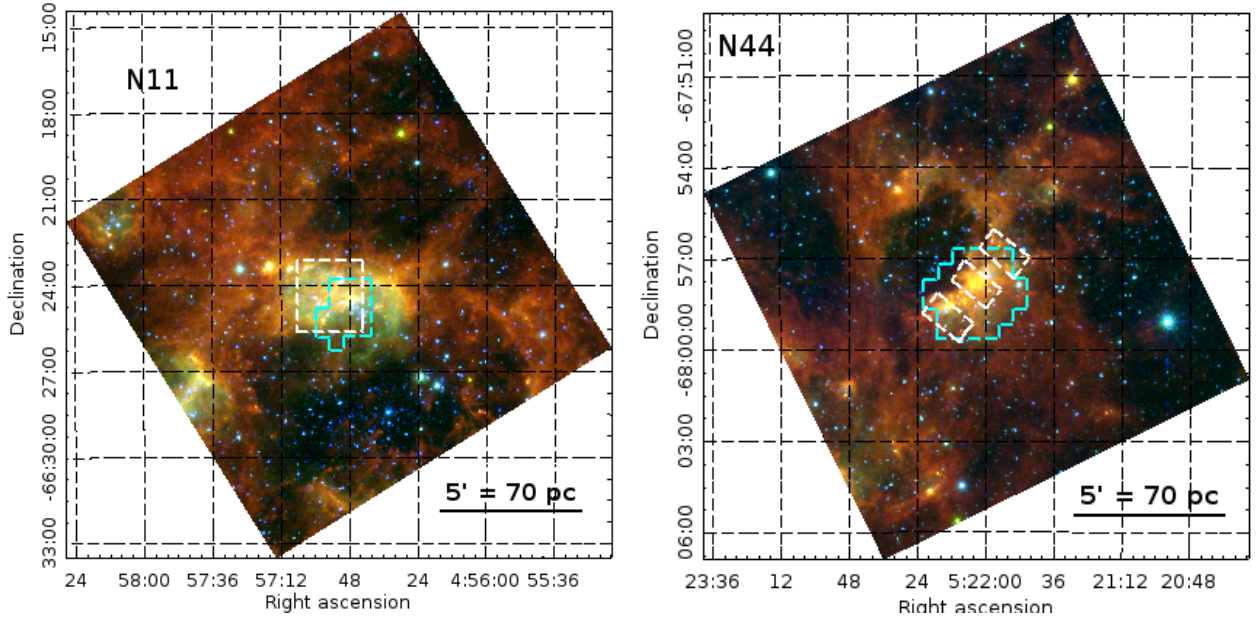 N11
15:00
18:00
21:00
24:00
27:00
-66:30:00
33:00
Declination
5' = 70 pc
24 58:00 57:36 57:12 48 24 4:56:00 55:36
Right ascension
N44
-67:51:00
54:00
57:00
-68:00:00
03:00
06:00
Declination
5' = 70 pc
23:36 12 48 24 5:22:00 36 21:12 20:48
Right ascension